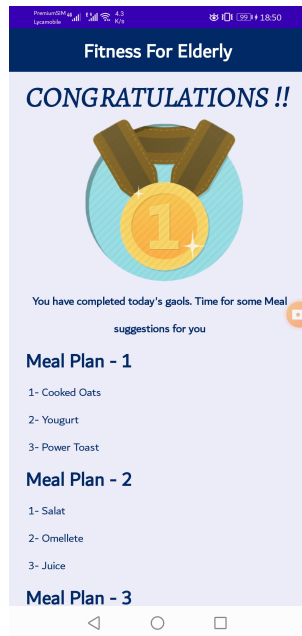 PremiumSIM 4G 4.3 18:50
Lycamobile K/s 99
Fitness For Elderly
CONGRATULATIONS !!
1
You have completed today's gaols. Time for some Meal
suggestions for you
Meal Plan - 1
1- Cooked Oats
2- Yougurt
3- Power Toast
Meal Plan - 2
1- Salat
2- Omellete
3- Juice
Meal Plan - 3